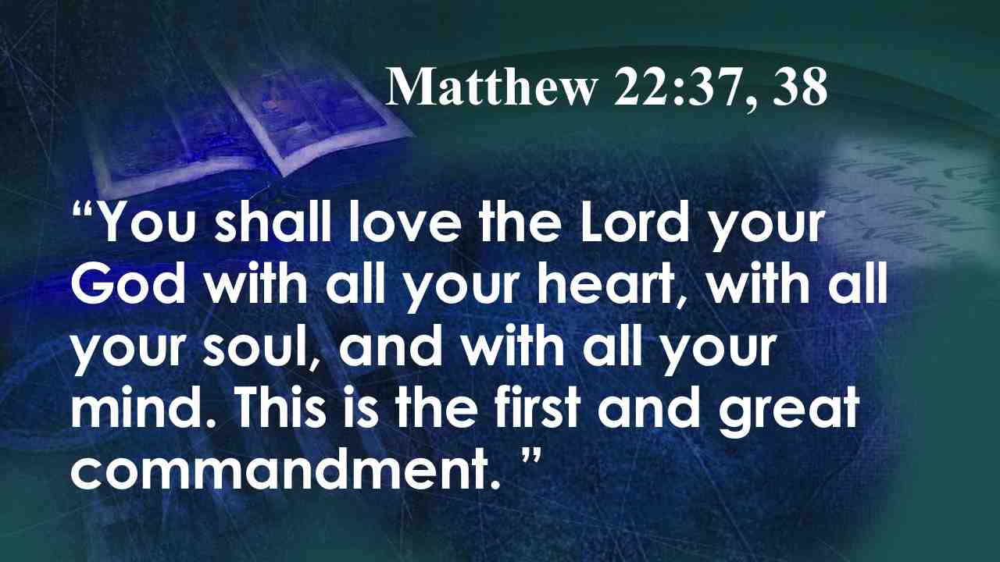 Matthew 22:37, 38
“You shall love the Lord your
God with all your heart, with all
your soul, and with all your
mind. This is the first and great
commandment. ”